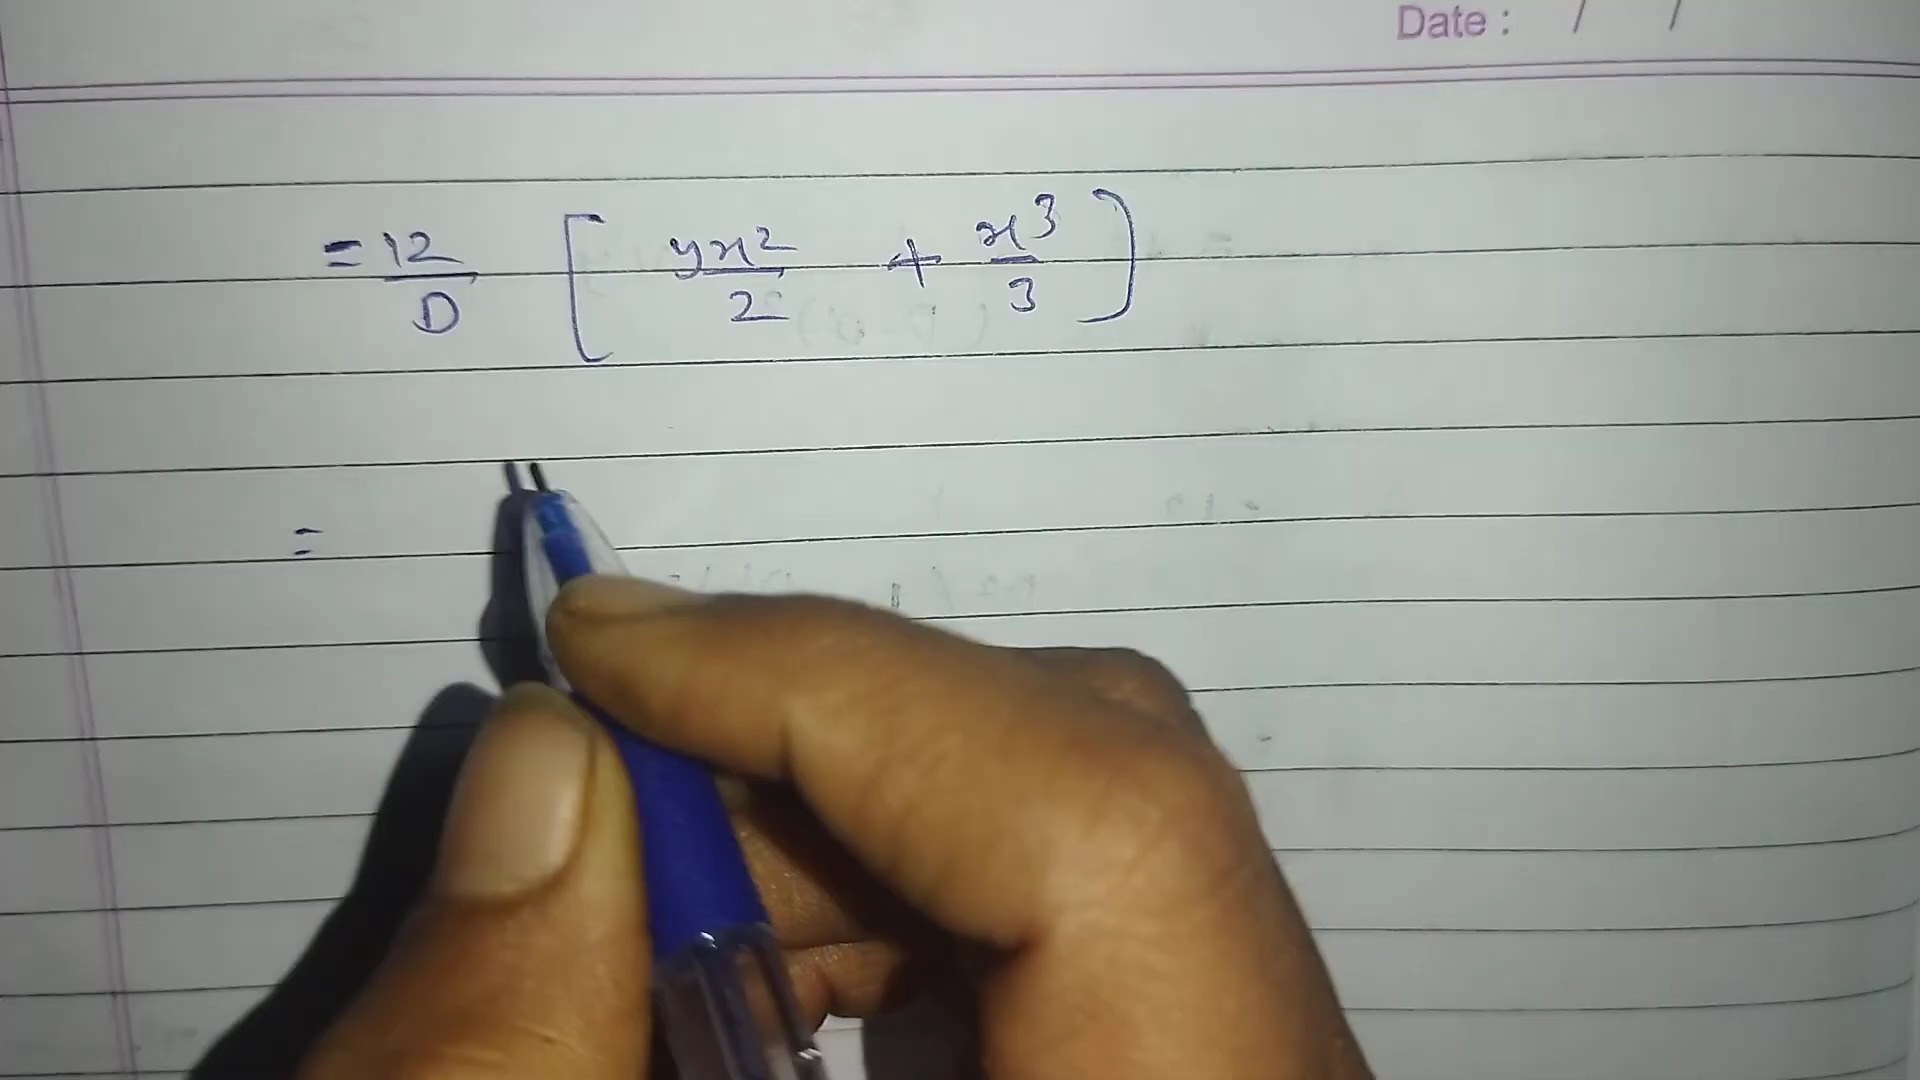 Date : / /
= 12/D [ yx²/2 + x³/3 )
=